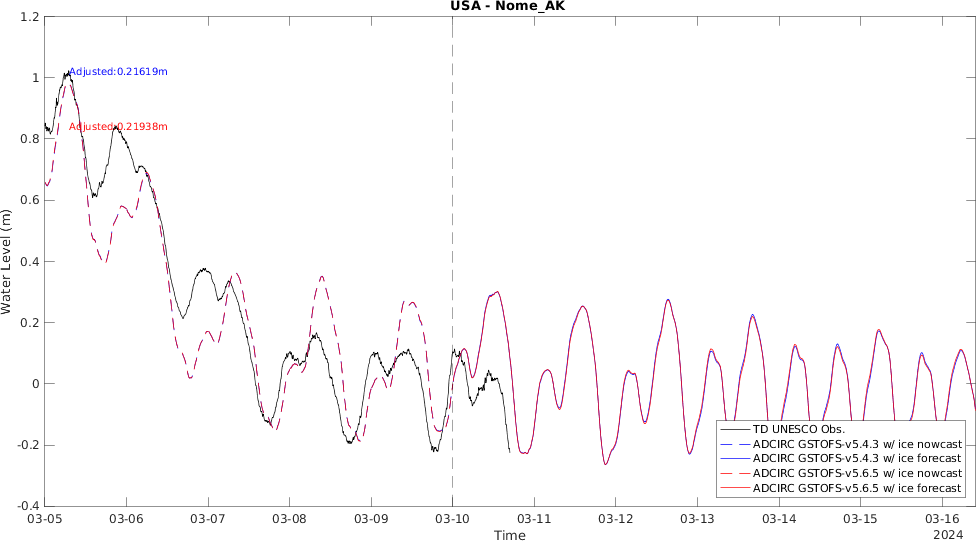 USA - Nome_AK
1.2
1
0.8
0.6
0.4
0.2
0
-0.2
-0.4
Water Level (m)
Adjusted:0.21619m
Adjusted:0.21938m
TD UNESCO Obs.
ADCIRC GSTOFS-v5.4.3 w/ ice nowcast
ADCIRC GSTOFS-v5.4.3 w/ ice forecast
ADCIRC GSTOFS-v5.6.5 w/ ice nowcast
ADCIRC GSTOFS-v5.6.5 w/ ice forecast
03-05 03-06 03-07 03-08 03-09 03-10 03-11 03-12 03-13 03-14 03-15 03-16
Time
2024